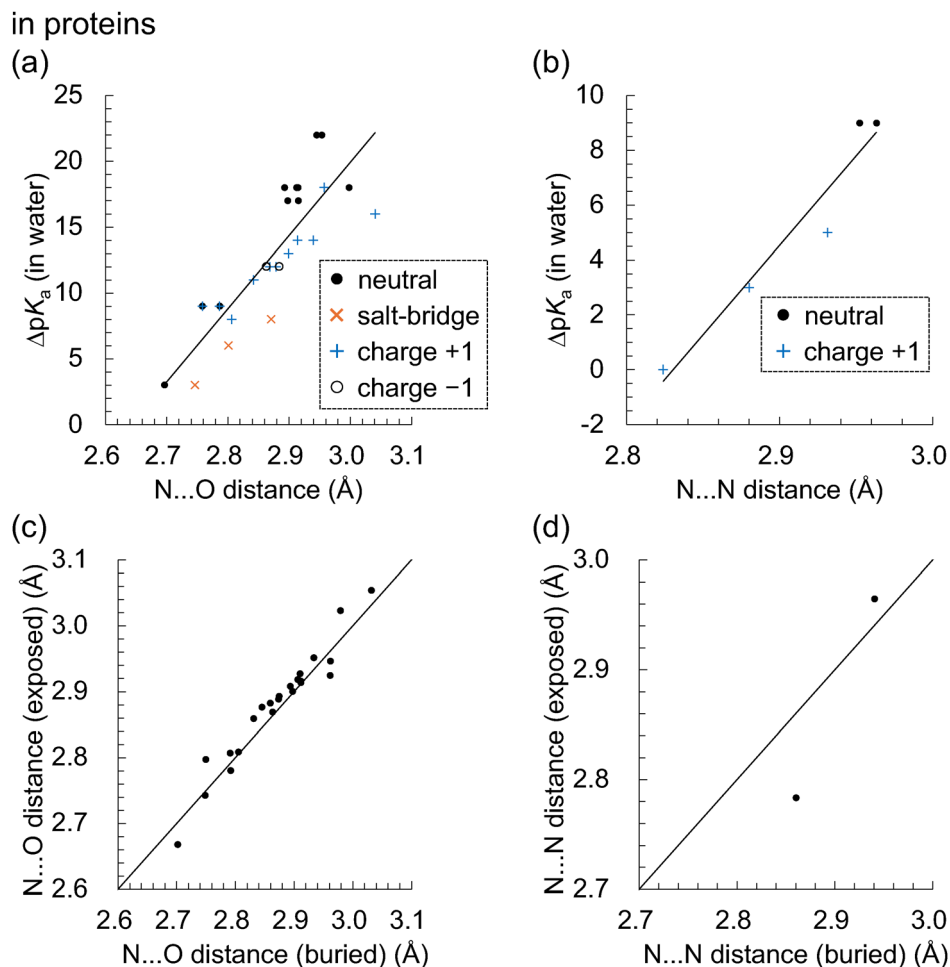 in proteins
(a)
25
20
15
10
5
0
2.6 2.7 2.8 2.9 3.0 3.1
ΔpKa (in water)
N...O distance (Å)
neutral
salt-bridge
charge +1
charge −1
(b)
10
8
6
4
2
0
-2
2.8 2.9 3.0
ΔpKa (in water)
N...N distance (Å)
neutral
charge +1
(c)
3.1
3.0
2.9
2.8
2.7
2.6
2.6 2.7 2.8 2.9 3.0 3.1
N...O distance (exposed) (Å)
N...O distance (buried) (Å)
(d)
3.0
2.9
2.8
2.7
2.7 2.8 2.9 3.0
N...N distance (exposed) (Å)
N...N distance (buried) (Å)